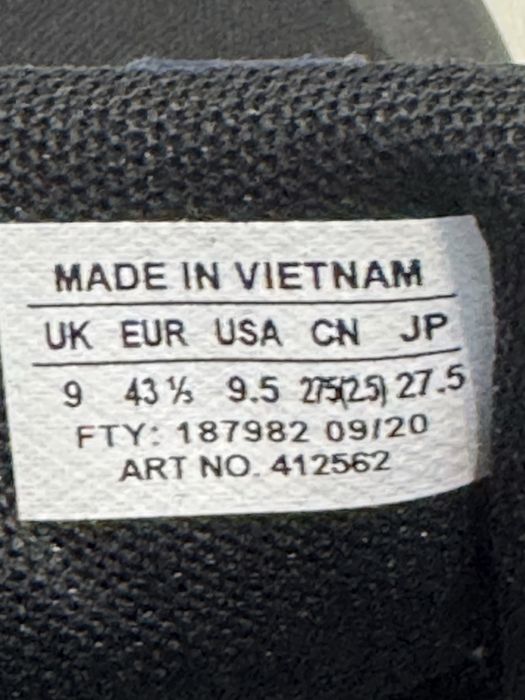 MADE IN VIETNAM
UK EUR USA CN JP
9 43 ⅓ 9.5 275(2.5) 27.5
FTY: 187982 09/20
ART NO. 412562